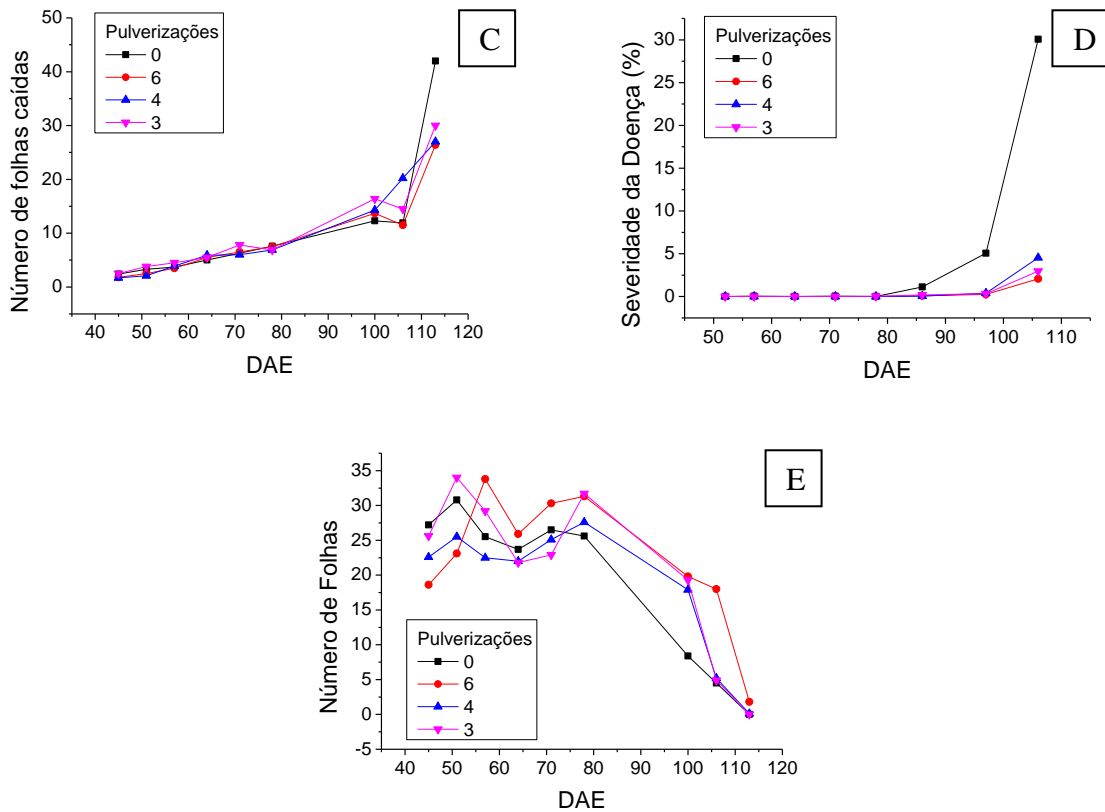 C
Número de folhas caídas
50
40
30
20
10
0
Pulverizações
0
6
4
3
40 50 60 70 80 90 100 110 120
DAE
D
Severidade da Doença (%)
30
25
20
15
10
5
0
Pulverizações
0
6
4
3
50 60 70 80 90 100 110
DAE
E
Número de Folhas
35
30
25
20
15
10
5
0
-5
Pulverizações
0
6
4
3
40 50 60 70 80 90 100 110 120
DAE